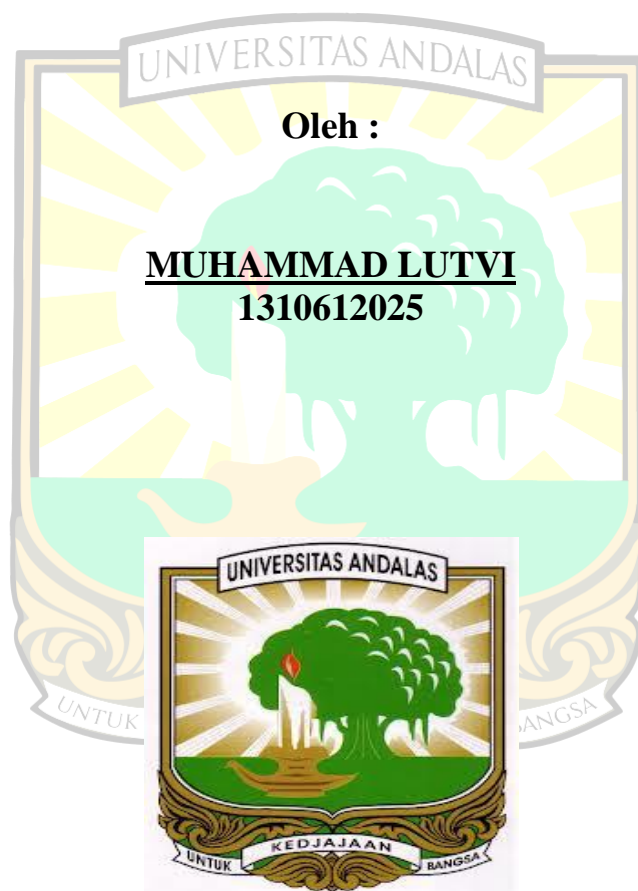 UNIVERSITAS ANDALAS
Oleh :
MUHAMMAD LUTVI
1310612025
UNIVERSITAS ANDALAS
UNTUK BANGSA
UNTUK KEDJAJAAN BANGSA